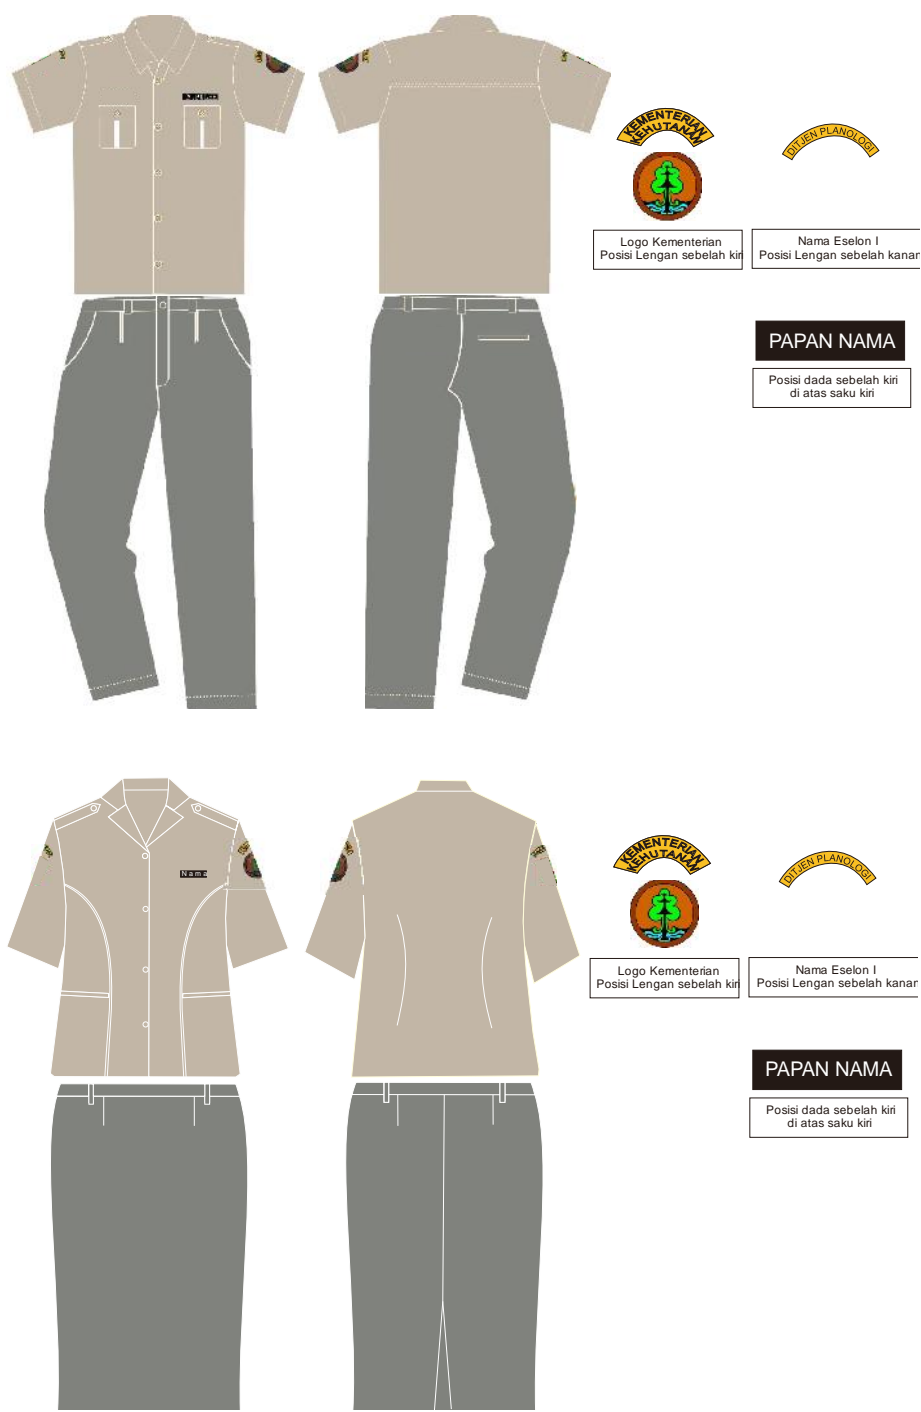 KEMENTERIAN
KEHUTANAN
DITJEN PLANOLOGI
Logo Kementerian
Posisi Lengan sebelah kiri
Nama Eselon I
Posisi Lengan sebelah kanan
PAPAN NAMA
Posisi dada sebelah kiri
di atas saku kiri
Nama
KEMENTERIAN
KEHUTANAN
DITJEN PLANOLOGI
Logo Kementerian
Posisi Lengan sebelah kiri
Nama Eselon I
Posisi Lengan sebelah kanan
PAPAN NAMA
Posisi dada sebelah kiri
di atas saku kiri